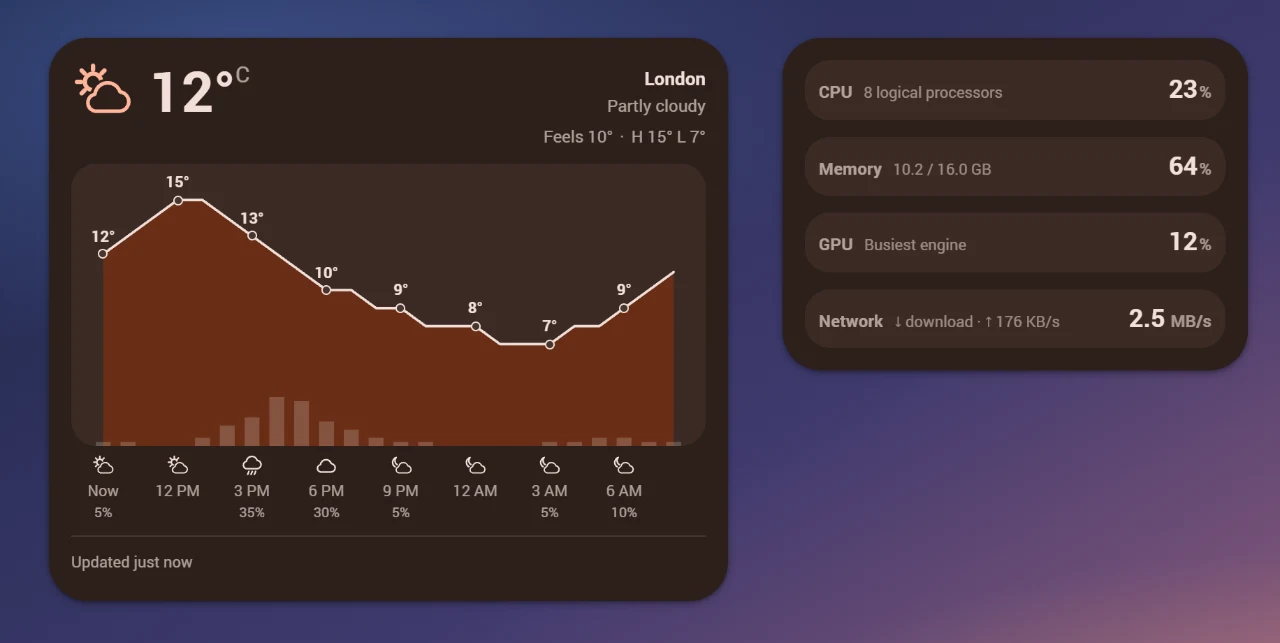 12°C
London
Partly cloudy
Feels 10° · H 15° L 7°
15°
13°
12°
10°
9°
8°
7°
9°
Now 12 PM 3 PM 6 PM 9 PM 12 AM 3 AM 6 AM
5% 35% 30% 5% 5% 10%
Updated just now
CPU 8 logical processors 23%
Memory 10.2 / 16.0 GB 64%
GPU Busiest engine 12%
Network ↓ download · ↑ 176 KB/s 2.5 MB/s